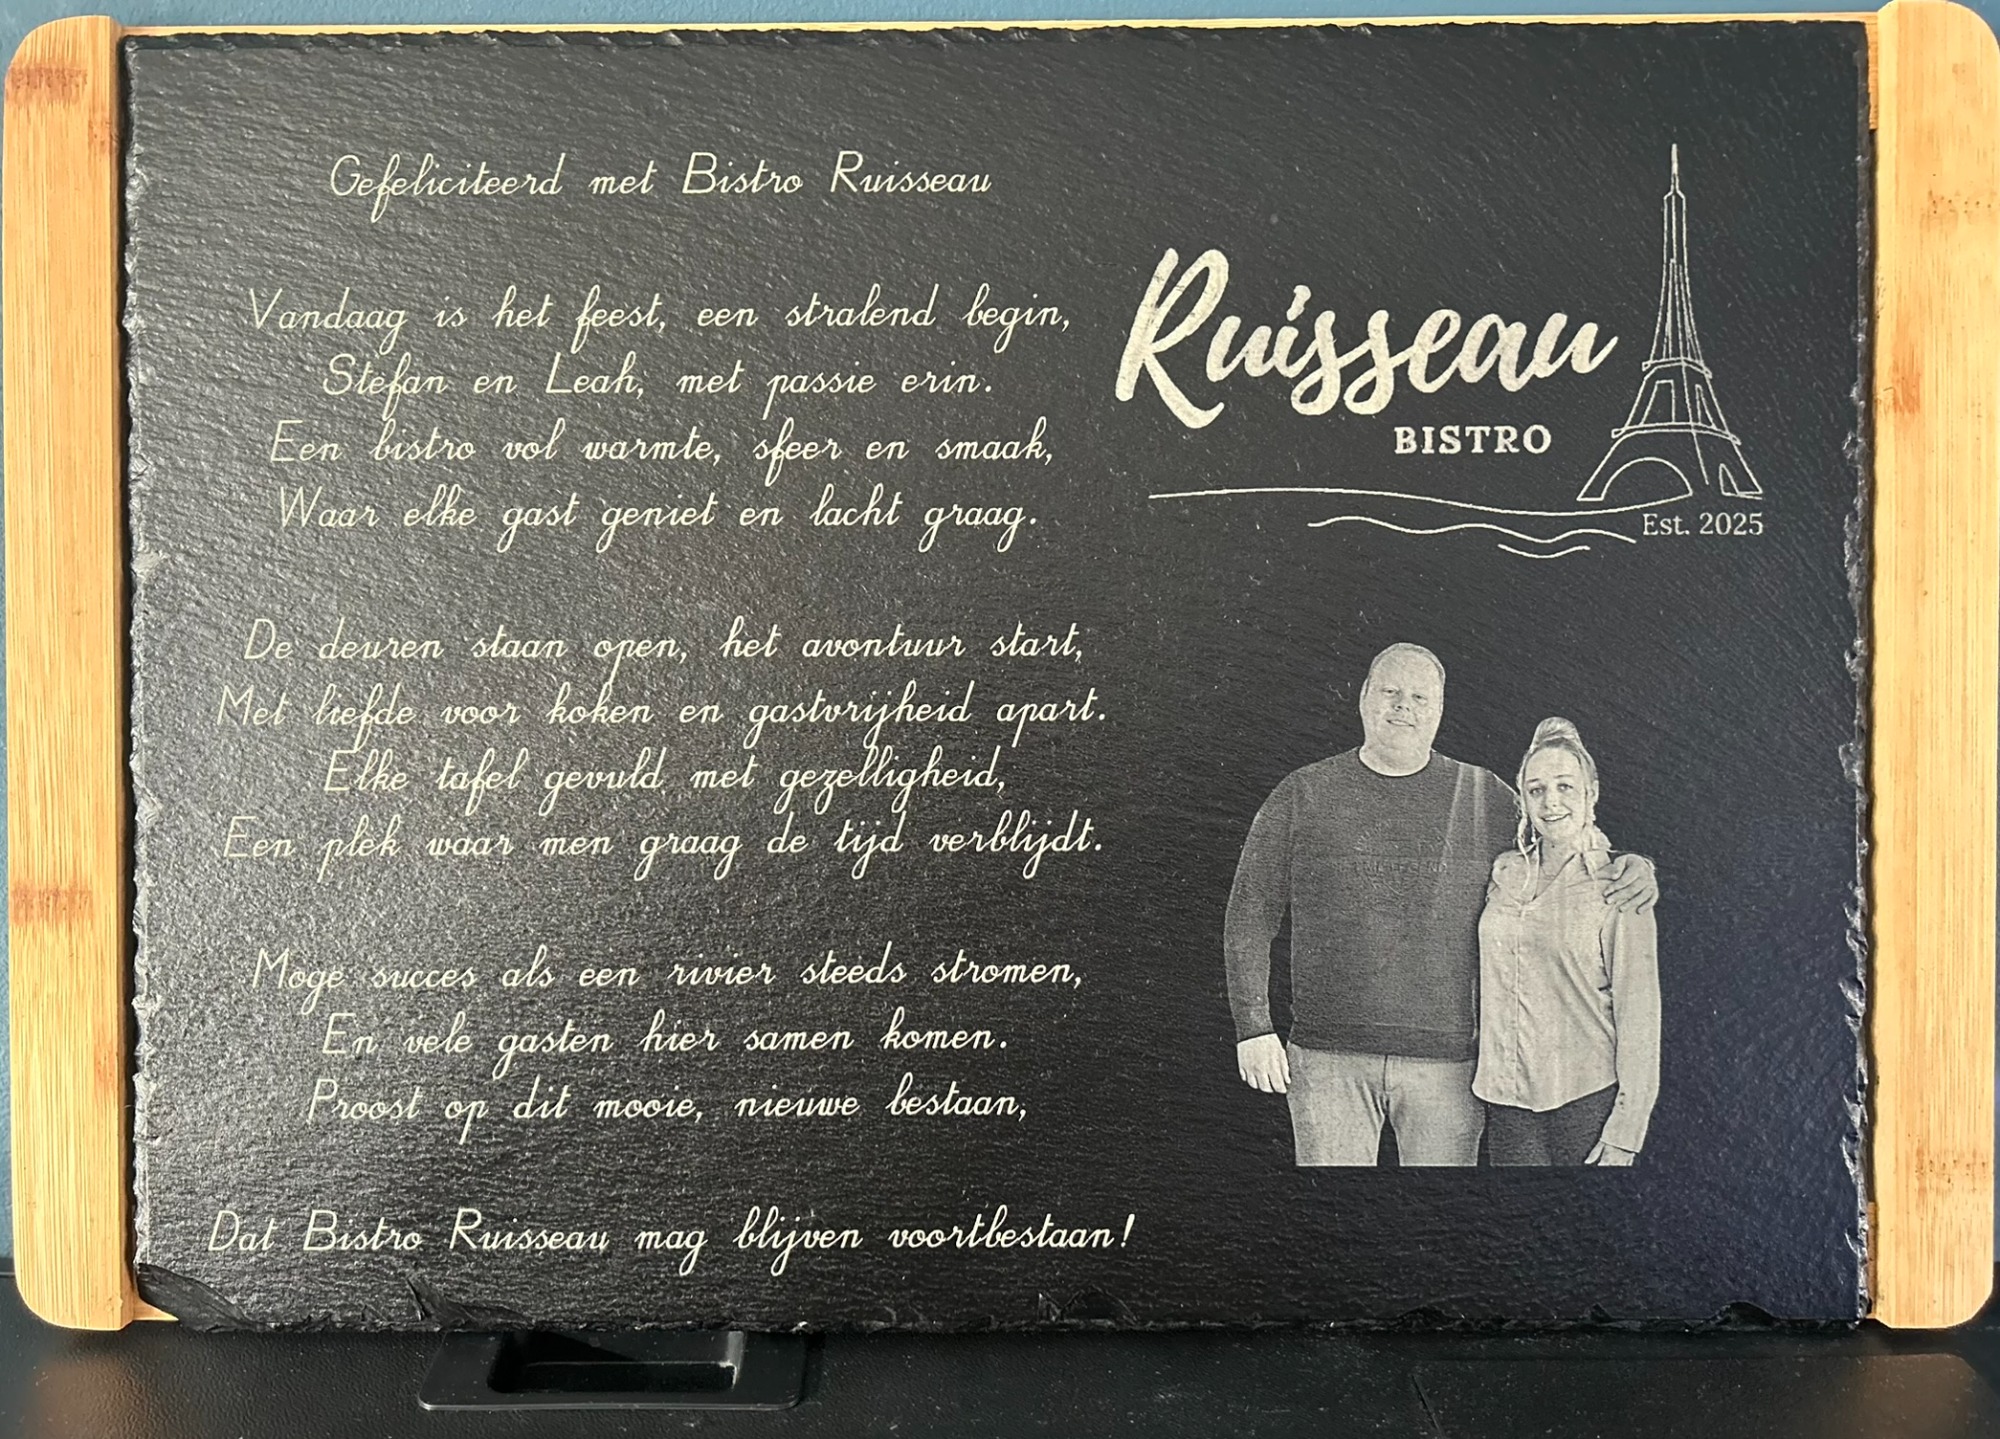 Gefeliciteerd met Bistro Ruisseau
Vandaag is het feest, een stralend begin,
Stefan en Leah, met passie erin.
Een bistro vol warmte, sfeer en smaak,
Waar elke gast geniet en lacht graag.
De deuren staan open, het avontuur start,
Met liefde voor koken en gastvrijheid apart.
Elke tafel gevuld met gezelligheid,
Een plek waar men graag de tijd verblijdt.
Moge succes als een rivier steeds stromen,
En vele gasten hier samen komen.
Proost op dit mooie, nieuwe bestaan,
Dat Bistro Ruisseau mag blijven voortbestaan!
Ruisseau
BISTRO
Est. 2025